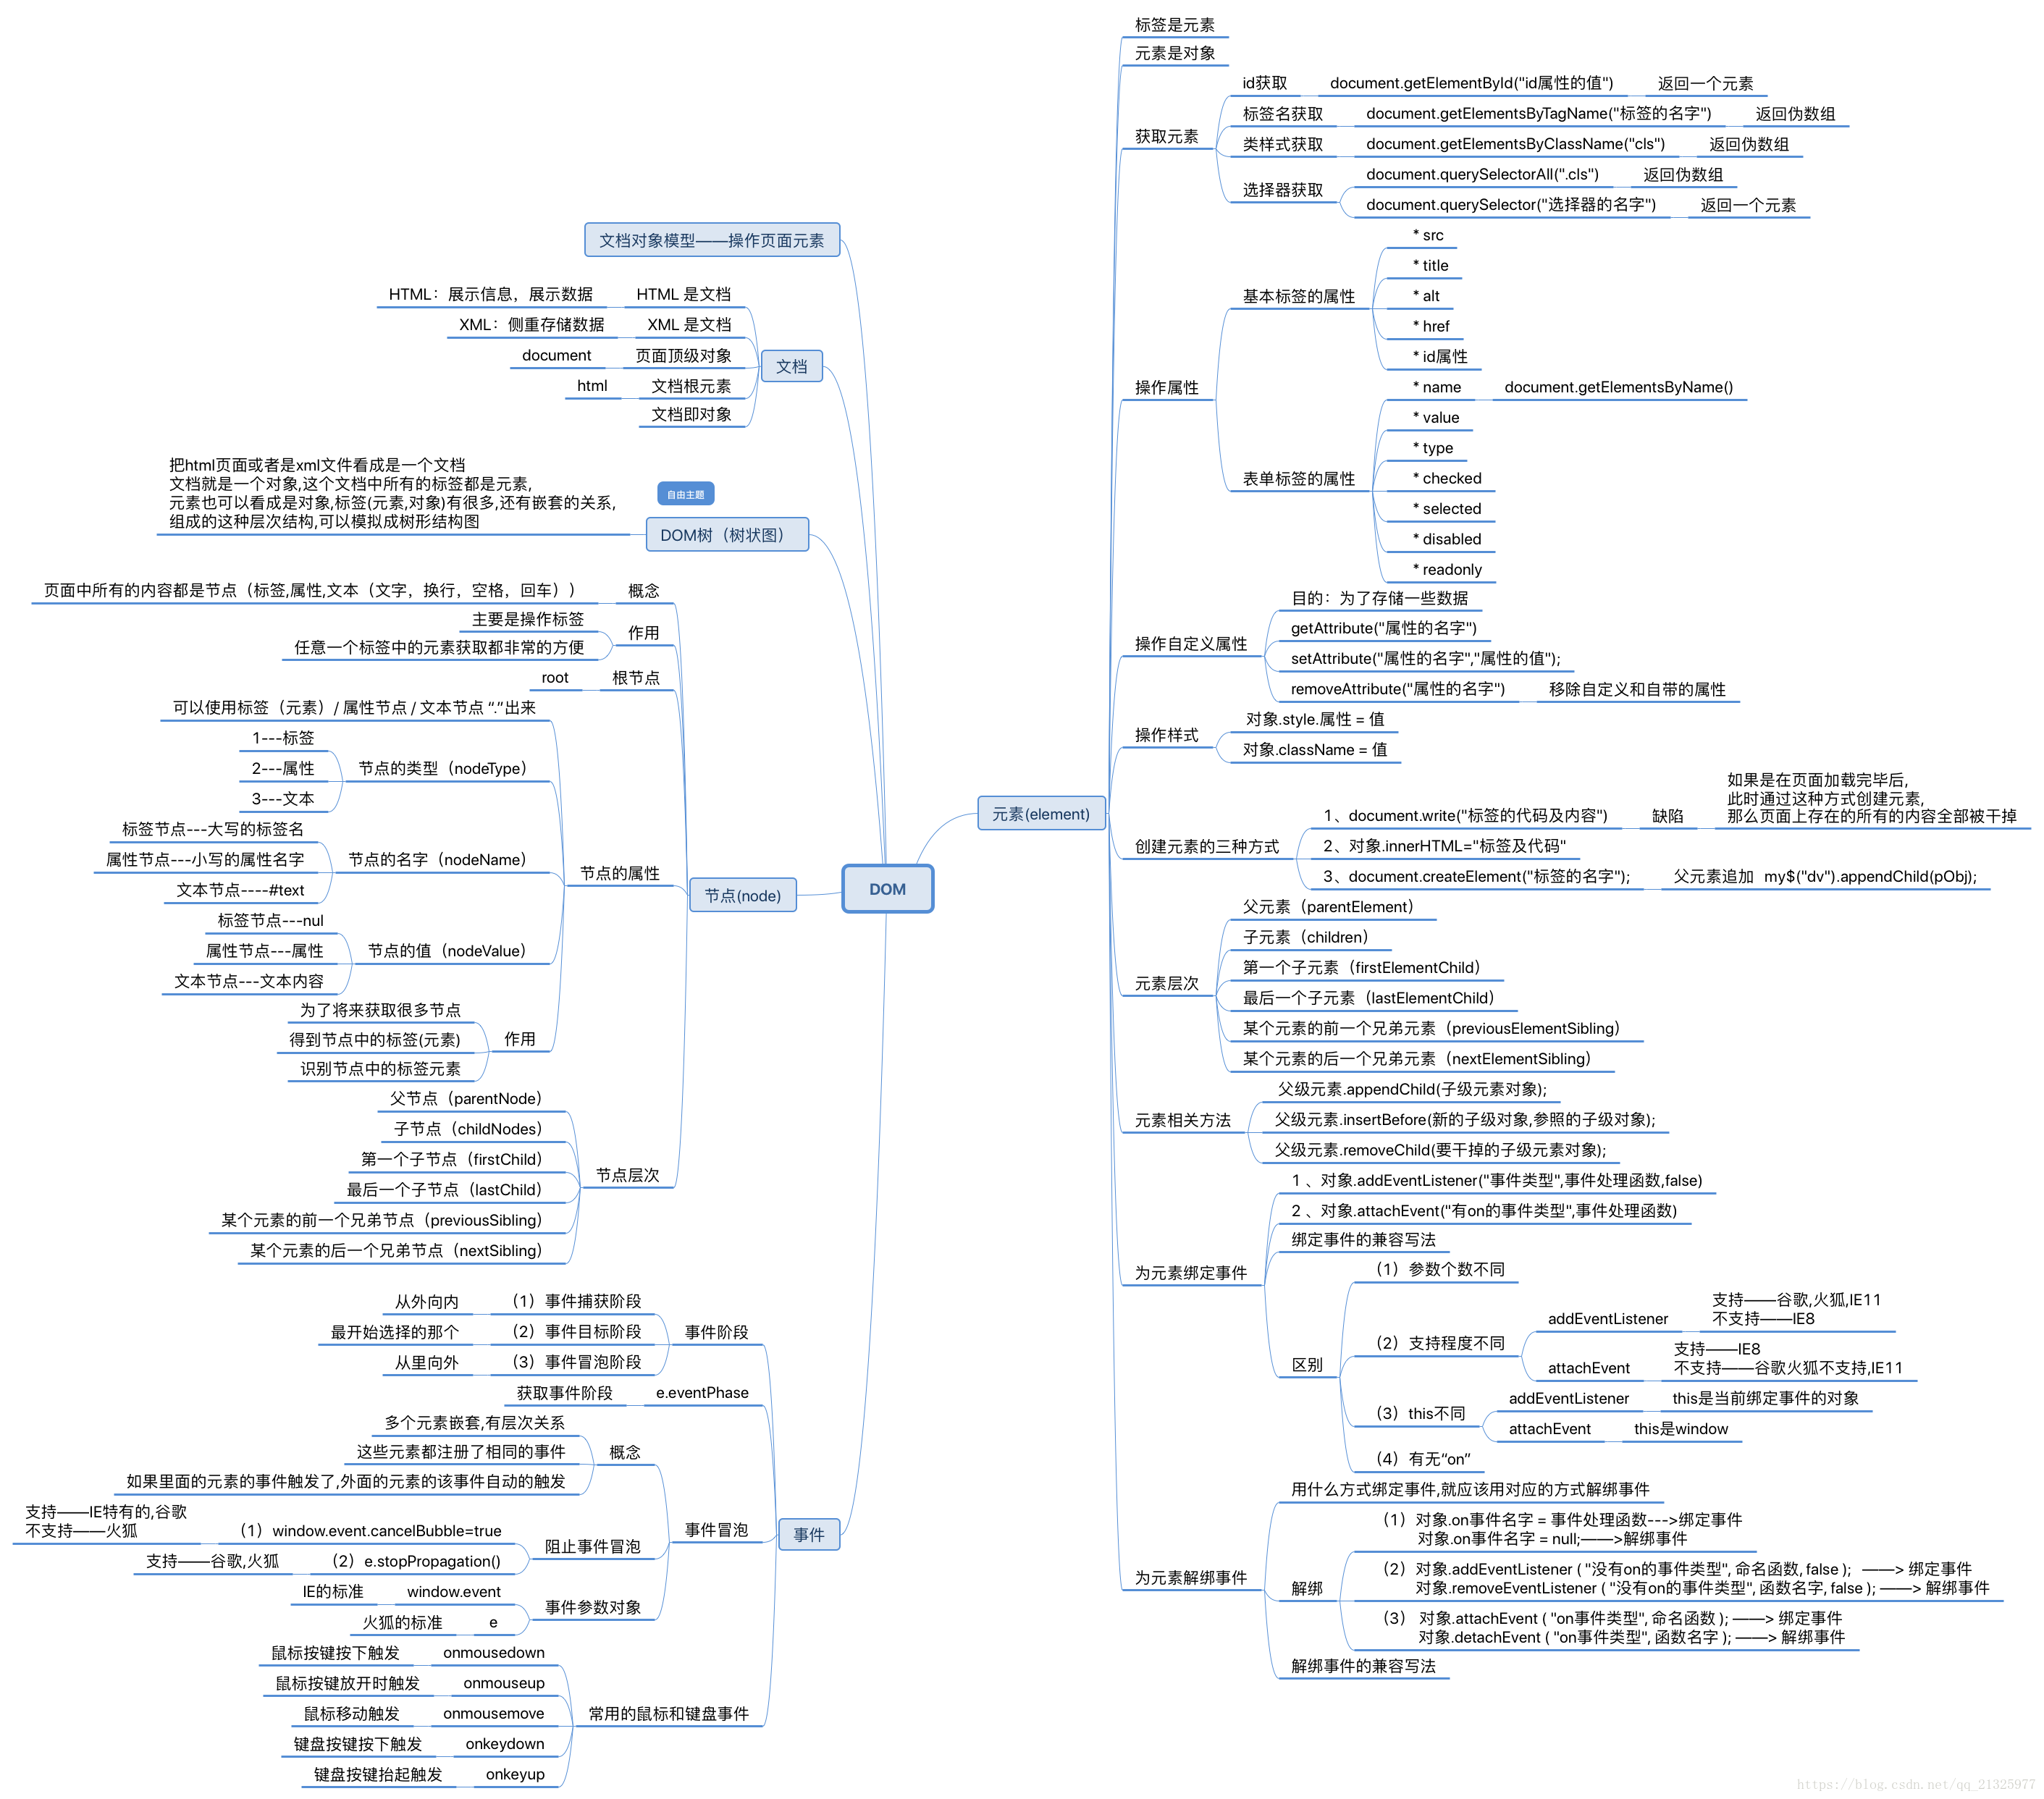 DOM
文档对象模型——操作页面元素
文档
HTML 是文档
HTML：展示信息，展示数据
XML 是文档
XML：侧重存储数据
页面顶级对象
document
文档根元素
html
文档即对象
自由主题
DOM树（树状图）
把html页面或者是xml文件看成是一个文档
文档就是一个对象,这个文档中所有的标签都是元素,
元素也可以看成是对象,标签(元素,对象)有很多,还有嵌套的关系,
组成的这种层次结构,可以模拟成树形结构图
节点(node)
概念
页面中所有的内容都是节点（标签,属性,文本（文字，换行，空格，回车））
作用
主要是操作标签
任意一个标签中的元素获取都非常的方便
根节点
root
节点的属性
可以使用标签（元素）/ 属性节点 / 文本节点 “.”出来
节点的类型（nodeType）
1---标签
2---属性
3---文本
节点的名字（nodeName）
标签节点---大写的标签名
属性节点---小写的属性名字
文本节点----#text
节点的值（nodeValue）
标签节点---nul
属性节点---属性
文本节点---文本内容
作用
为了将来获取很多节点
得到节点中的标签(元素)
识别节点中的标签元素
节点层次
父节点（parentNode）
子节点（childNodes）
第一个子节点（firstChild）
最后一个子节点（lastChild）
某个元素的前一个兄弟节点（previousSibling）
某个元素的后一个兄弟节点（nextSibling）
事件
事件阶段
（1）事件捕获阶段
从外向内
（2）事件目标阶段
最开始选择的那个
（3）事件冒泡阶段
从里向外
e.eventPhase
获取事件阶段
事件冒泡
概念
多个元素嵌套,有层次关系
这些元素都注册了相同的事件
如果里面的元素的事件触发了,外面的元素的该事件自动的触发
阻止事件冒泡
（1）window.event.cancelBubble=true
支持——IE特有的,谷歌
不支持——火狐
（2）e.stopPropagation()
支持——谷歌,火狐
事件参数对象
window.event
IE的标准
e
火狐的标准
常用的鼠标和键盘事件
onmousedown
鼠标按键按下触发
onmouseup
鼠标按键放开时触发
onmousemove
鼠标移动触发
onkeydown
键盘按键按下触发
onkeyup
键盘按键抬起触发
元素(element)
标签是元素
元素是对象
获取元素
id获取
document.getElementById("id属性的值")
返回一个元素
标签名获取
document.getElementsByTagName("标签的名字")
返回伪数组
类样式获取
document.getElementsByClassName("cls")
返回伪数组
选择器获取
document.querySelectorAll(".cls")
返回伪数组
document.querySelector("选择器的名字")
返回一个元素
操作属性
基本标签的属性
* src
* title
* alt
* href
* id属性
表单标签的属性
* name
document.getElementsByName()
* value
* type
* checked
* selected
* disabled
* readonly
操作自定义属性
目的：为了存储一些数据
getAttribute("属性的名字")
setAttribute("属性的名字","属性的值");
removeAttribute("属性的名字")
移除自定义和自带的属性
操作样式
对象.style.属性 = 值
对象.className = 值
创建元素的三种方式
1、document.write("标签的代码及内容")
缺陷
如果是在页面加载完毕后,
此时通过这种方式创建元素,
那么页面上存在的所有的内容全部被干掉
2、对象.innerHTML="标签及代码"
3、document.createElement("标签的名字");
父元素追加 my$("dv").appendChild(pObj);
元素层次
父元素（parentElement）
子元素（children）
第一个子元素（firstElementChild）
最后一个子元素（lastElementChild）
某个元素的前一个兄弟元素（previousElementSibling）
某个元素的后一个兄弟元素（nextElementSibling）
元素相关方法
父级元素.appendChild(子级元素对象);
父级元素.insertBefore(新的子级对象,参照的子级对象);
父级元素.removeChild(要干掉的子级元素对象);
为元素绑定事件
1 、对象.addEventListener("事件类型",事件处理函数,false)
2 、对象.attachEvent("有on的事件类型",事件处理函数)
绑定事件的兼容写法
区别
（1）参数个数不同
（2）支持程度不同
addEventListener
支持——谷歌,火狐,IE11
不支持——IE8
attachEvent
支持——IE8
不支持——谷歌火狐不支持,IE11
（3）this不同
addEventListener
this是当前绑定事件的对象
attachEvent
this是window
（4）有无“on”
为元素解绑事件
用什么方式绑定事件,就应该用对应的方式解绑事件
解绑
（1）对象.on事件名字 = 事件处理函数--->绑定事件
对象.on事件名字 = null;——>解绑事件
（2）对象.addEventListener ( "没有on的事件类型", 命名函数, false ); ——> 绑定事件
对象.removeEventListener ( "没有on的事件类型", 函数名字, false ); ——> 解绑事件
（3） 对象.attachEvent ( "on事件类型", 命名函数 ); ——> 绑定事件
对象.detachEvent ( "on事件类型", 函数名字 ); ——> 解绑事件
解绑事件的兼容写法
https://blog.csdn.net/qq_21325977